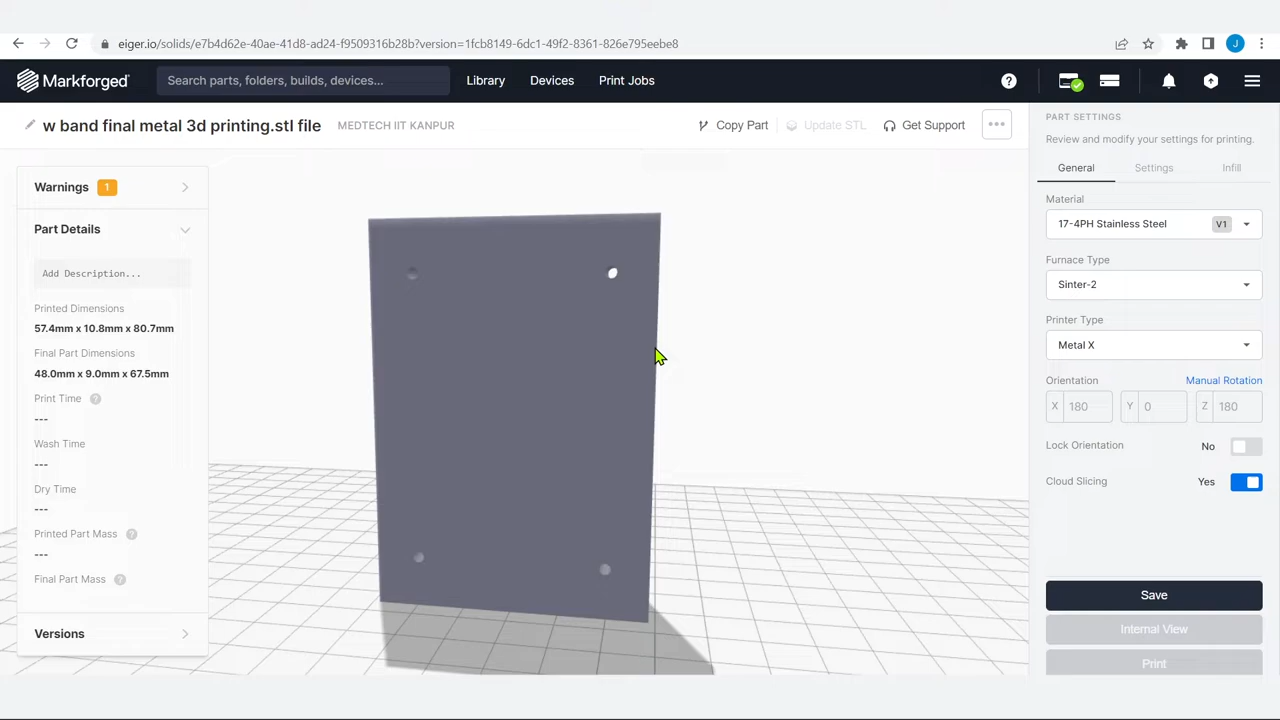 eiger.io/solids/e7b4d62e-40ae-41d8-ad24-f9509316b28b?version=1fcb8149-6dc1-49f2-8361-826e795eebe8
J
Markforged
Search parts, folders, builds, devices...
Library
Devices
Print Jobs
w band final metal 3d printing.stl file
MEDTECH IIT KANPUR
Copy Part
Update STL
Get Support
Warnings 1
Part Details
Add Description...
Printed Dimensions
57.4mm x 10.8mm x 80.7mm
Final Part Dimensions
48.0mm x 9.0mm x 67.5mm
Print Time ?
---
Wash Time
---
Dry Time
---
Printed Part Mass ?
---
Final Part Mass ?
Versions
PART SETTINGS
Review and modify your settings for printing.
General Settings Infill
Material
17-4PH Stainless Steel V1
Furnace Type
Sinter-2
Printer Type
Metal X
Orientation Manual Rotation
X 180 Y 0 Z 180
Lock Orientation No
Cloud Slicing Yes
Save
Internal View
Print